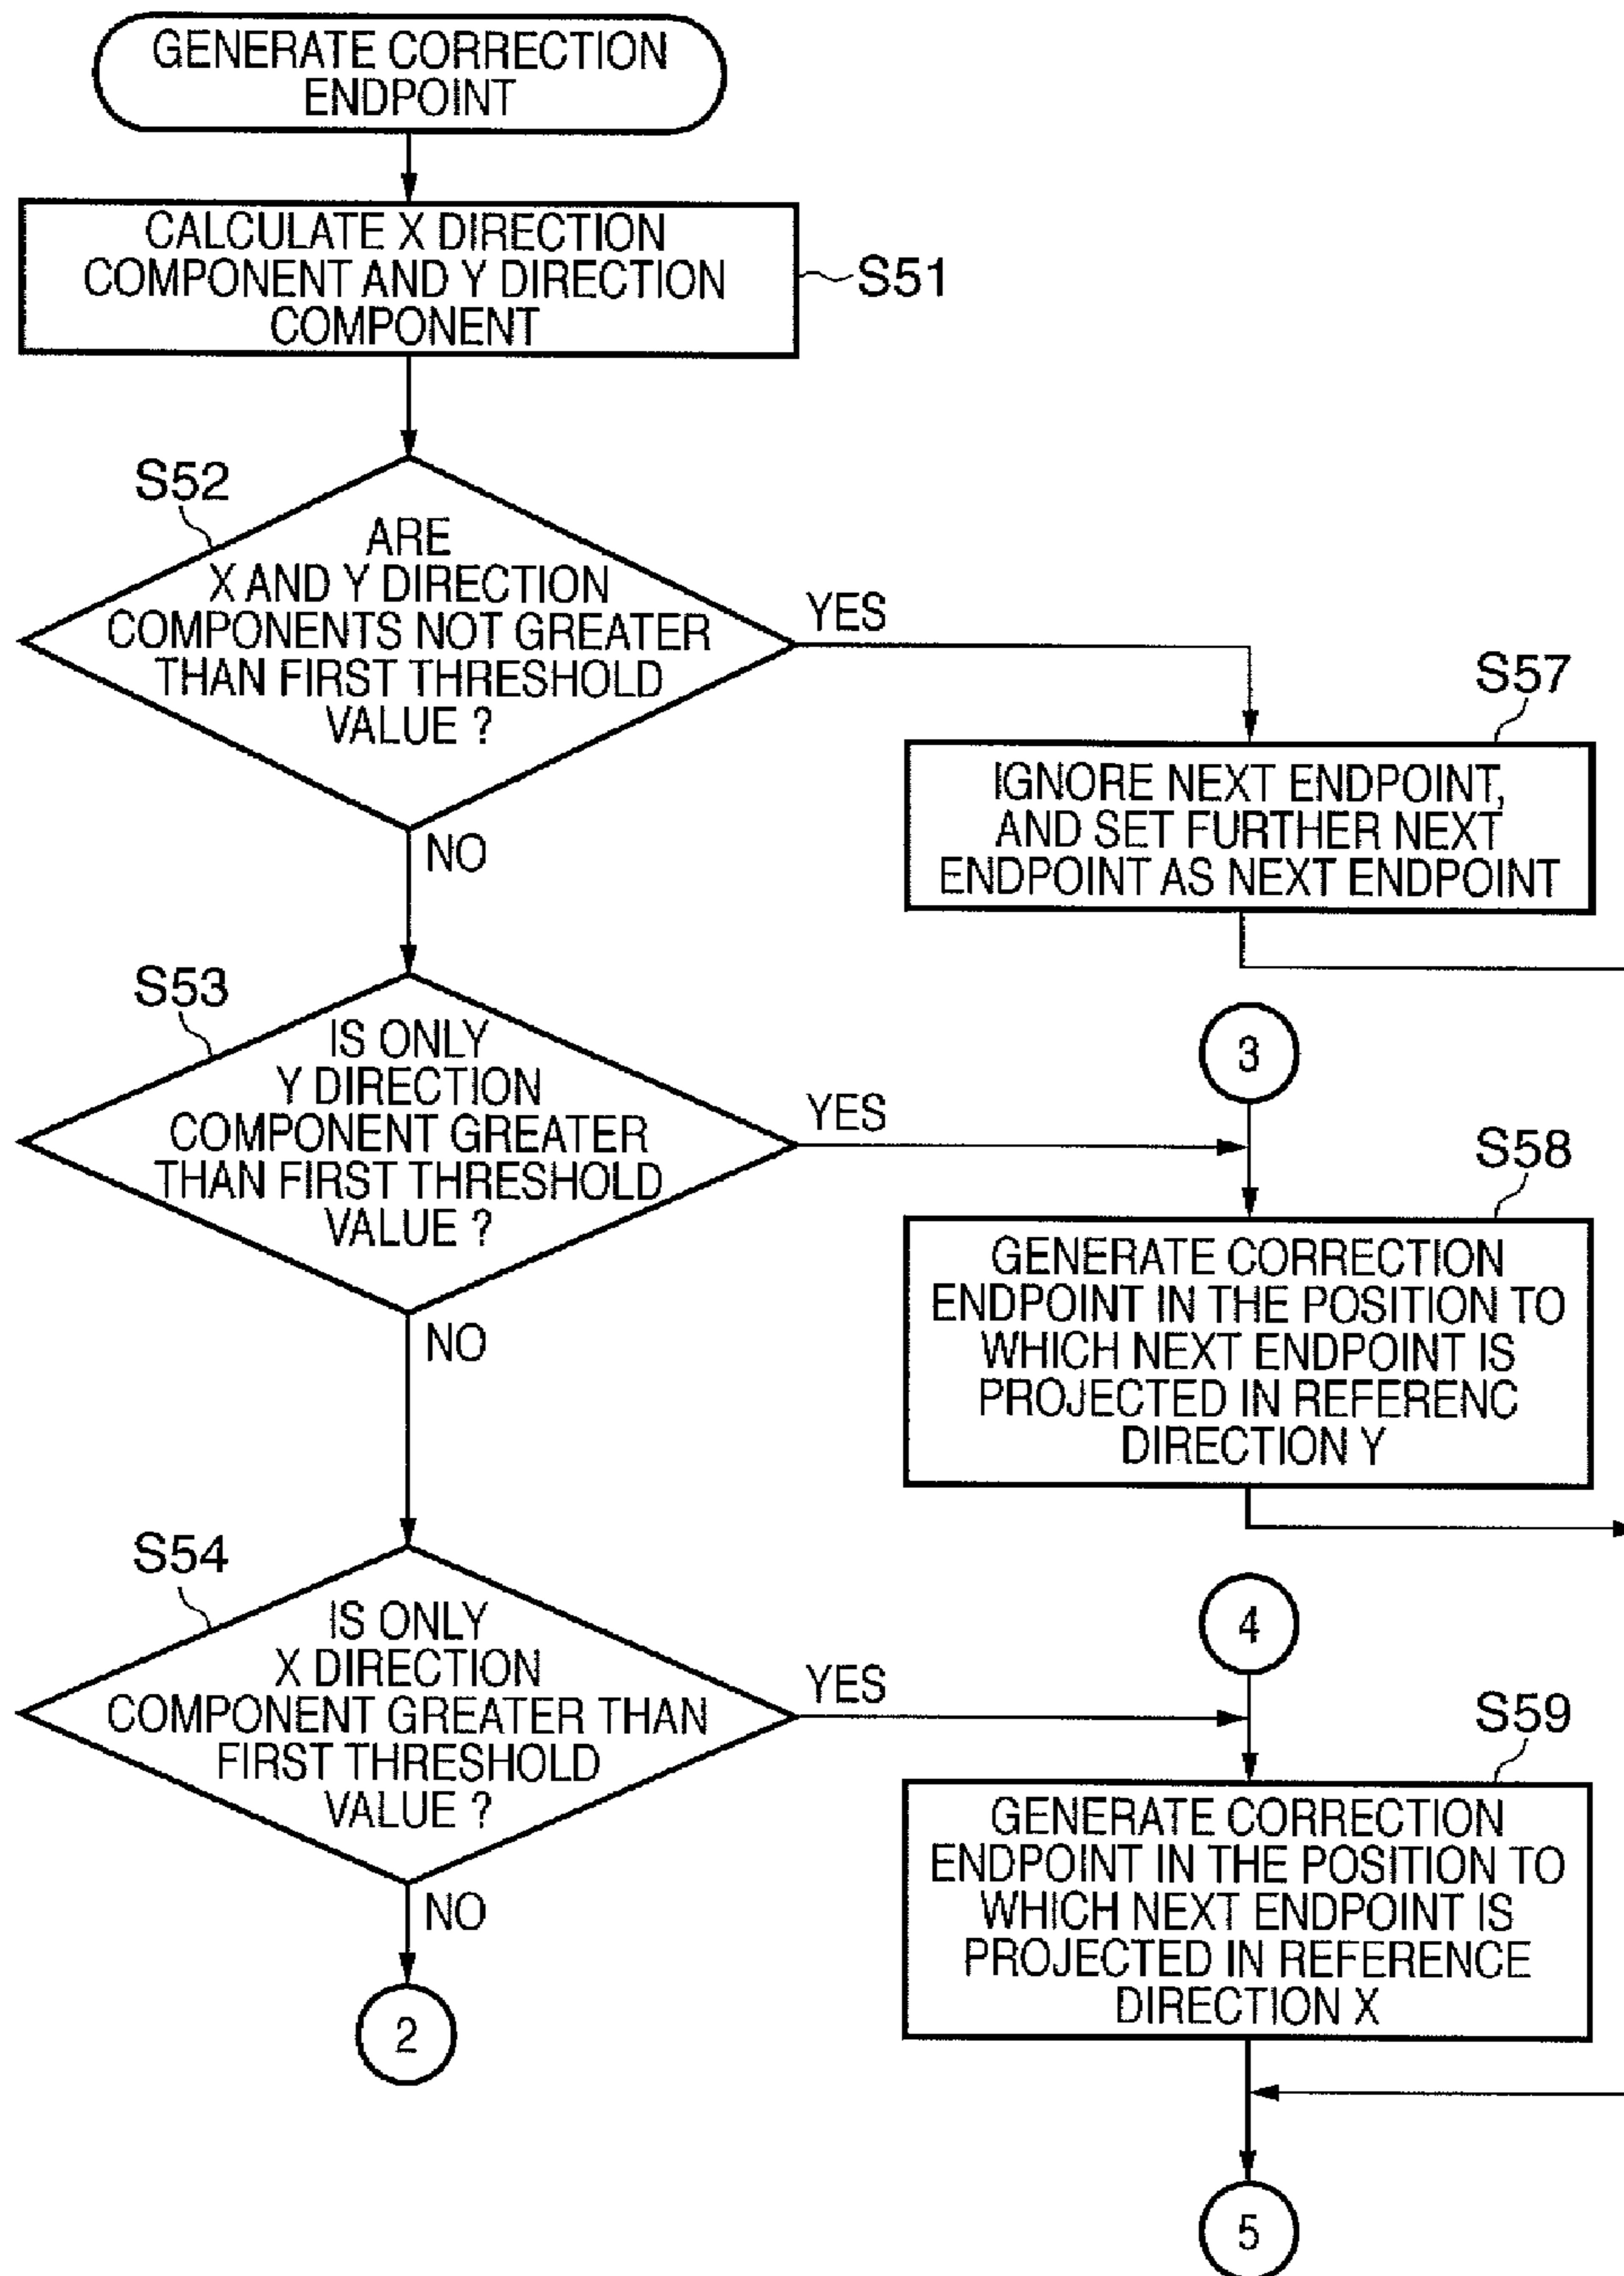 GENERATE CORRECTION
ENDPOINT
CALCULATE X DIRECTION
COMPONENT AND Y DIRECTION
COMPONENT
S51
S52
ARE
X AND Y DIRECTION
COMPONENTS NOT GREATER
THAN FIRST THRESHOLD
VALUE ?
YES
NO
S57
IGNORE NEXT ENDPOINT,
AND SET FURTHER NEXT
ENDPOINT AS NEXT ENDPOINT
S53
IS ONLY
Y DIRECTION
COMPONENT GREATER
THAN FIRST THRESHOLD
VALUE ?
YES
NO
3
S58
GENERATE CORRECTION
ENDPOINT IN THE POSITION TO
WHICH NEXT ENDPOINT IS
PROJECTED IN REFERENC
DIRECTION Y
S54
IS ONLY
X DIRECTION
COMPONENT GREATER THAN
FIRST THRESHOLD
VALUE ?
YES
NO
2
4
S59
GENERATE CORRECTION
ENDPOINT IN THE POSITION TO
WHICH NEXT ENDPOINT IS
PROJECTED IN REFERENCE
DIRECTION X
5